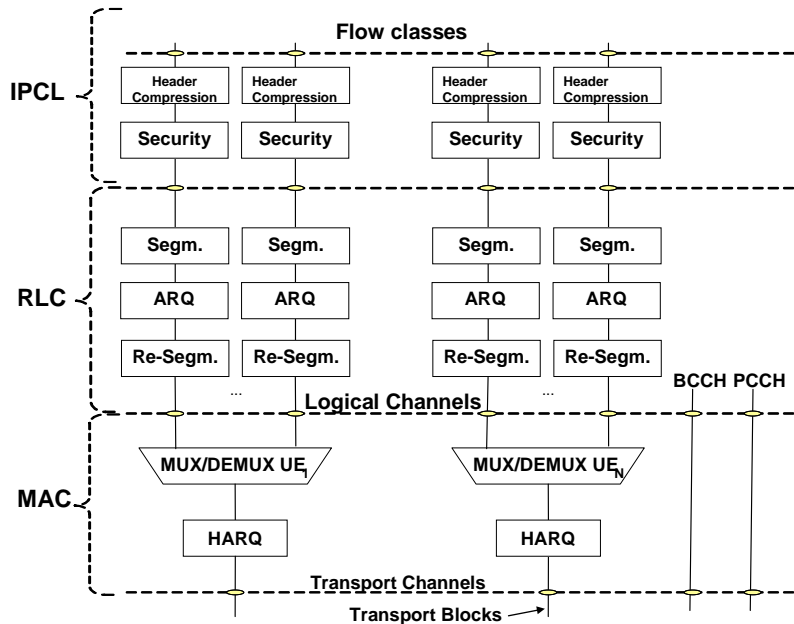 Flow classes
IPCL
Header Compression
Header Compression
Header Compression
Header Compression
Security
Security
Security
Security
RLC
Segm.
Segm.
Segm.
Segm.
ARQ
ARQ
ARQ
ARQ
Re-Segm.
Re-Segm.
Re-Segm.
Re-Segm.
BCCH PCCH
...
Logical Channels
...
MAC
MUX/DEMUX UE1
MUX/DEMUX UEN
HARQ
HARQ
Transport Channels
Transport Blocks